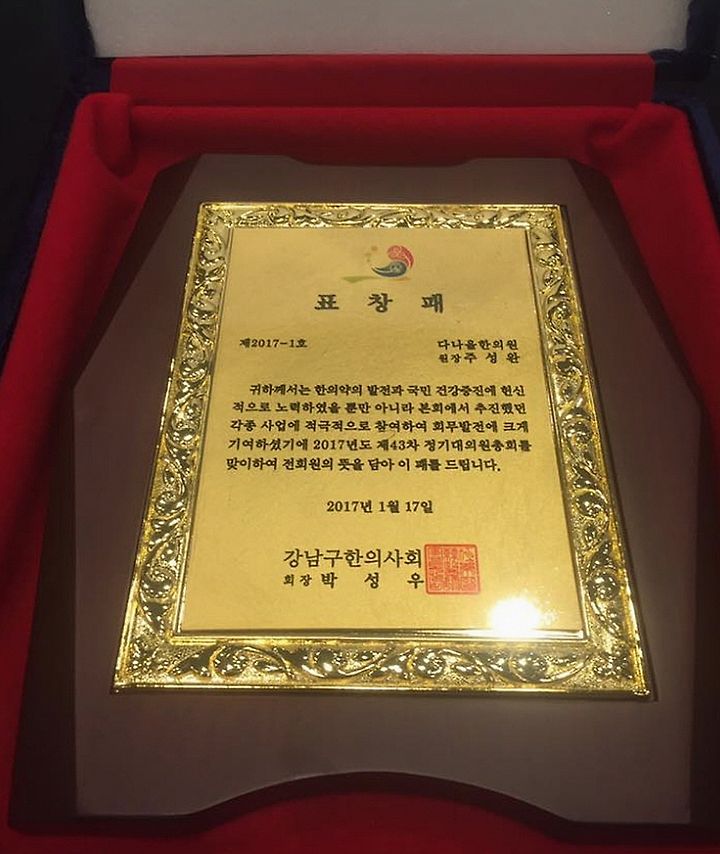 표창패
제2017-1호
다나을한의원
원장 주성완
귀하께서는 한의약의 발전과 국민 건강증진에 헌신
적으로 노력하였을 뿐만 아니라 본회에서 추진했던
각종 사업에 적극적으로 참여하여 회무발전에 크게
기여하셨기에 2017년도 제43차 정기대의원총회를
맞이하여 전회원의 뜻을 담아 이 패를 드립니다.
2017년 1월 17일
강남구한의사회
회장 박성우